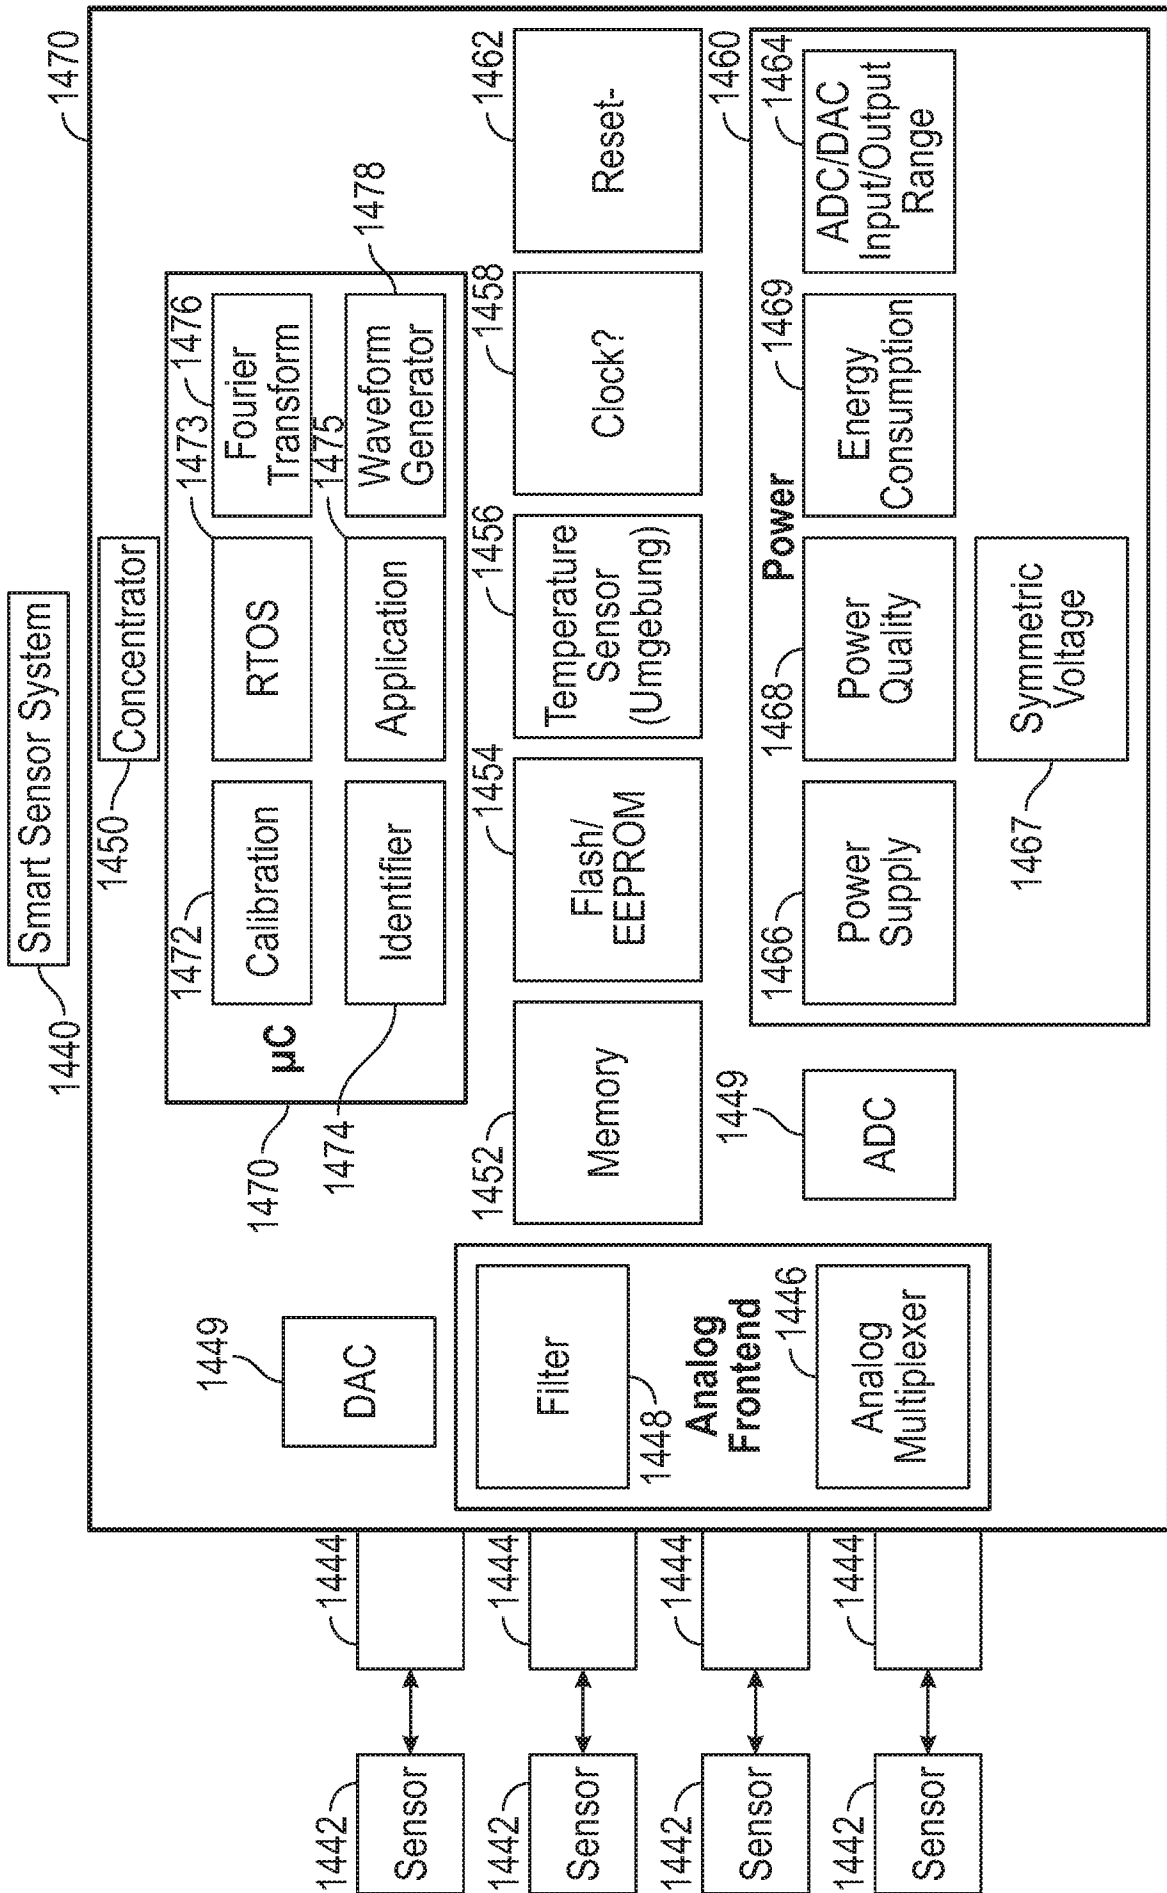 Smart Sensor System
1440
1470
Concentrator
1450
1470
µC
1472
Calibration
1473
RTOS
1476
Fourier
Transform
1474
Identifier
1475
Application
1478
Waveform
Generator
1449
DAC
1452
Memory
1454
Flash/
EEPROM
1456
Temperature
Sensor
(Umgebung)
1458
Clock?
1462
Reset-
Filter
1448
Analog
Frontend
1446
Analog
Multiplexer
1449
ADC
1460
Power
1466
Power
Supply
1468
Power
Quality
1469
Energy
Consumption
1464
ADC/DAC
Input/Output
Range
1467
Symmetric
Voltage
1442
Sensor
1444
1442
Sensor
1444
1442
Sensor
1444
1442
Sensor
1444